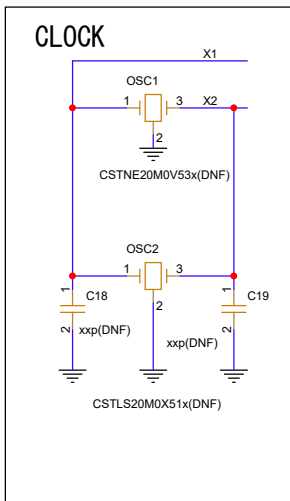 CLOCK
X1
OSC1
1
3
X2
2
CSTNE20M0V53x(DNF)
OSC2
1
3
1
C18
2
1
C19
2
xxp(DNF)
2
xxp(DNF)
CSTLS20M0X51x(DNF)